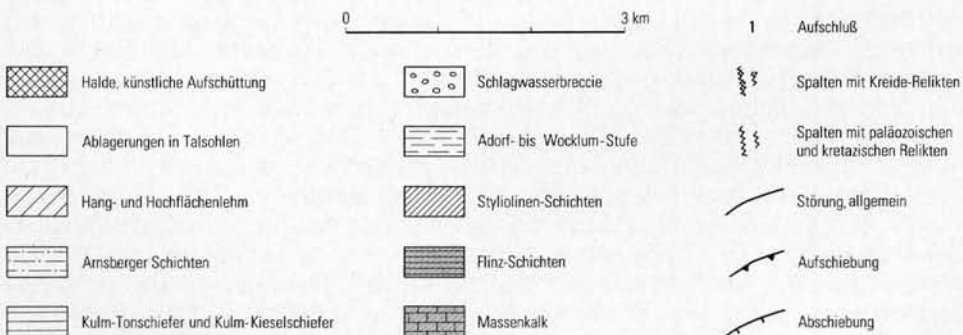 0 3 km
1 Aufschluß
Halde, künstliche Aufschüttung
Ablagerungen in Talsohlen
Hang- und Hochflächenlehm
Arnsberger Schichten
Kulm-Tonschiefer und Kulm-Kieselschiefer
Schlagwasserbreccie
Adorf- bis Wocklum-Stufe
Styliolinen-Schichten
Flinz-Schichten
Massenkalk
Spalten mit Kreide-Relikten
Spalten mit paläozoischen
und kretazischen Relikten
Störung, allgemein
Aufschiebung
Abschiebung